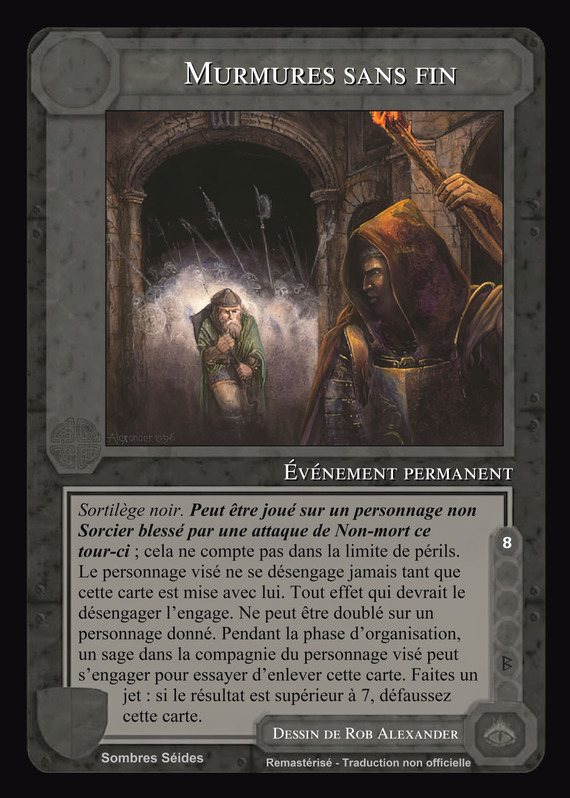 Murmures sans fin
Alexander 1996
Événement permanent
Sortilège noir. Peut être joué sur un personnage non
Sorcier blessé par une attaque de Non-mort ce
tour-ci ; cela ne compte pas dans la limite de périls.
Le personnage visé ne se désengage jamais tant que
cette carte est mise avec lui. Tout effet qui devrait le
désengager l’engage. Ne peut être doublé sur un
personnage donné. Pendant la phase d’organisation,
un sage dans la compagnie du personnage visé peut
s’engager pour essayer d’enlever cette carte. Faites un
jet : si le résultat est supérieur à 7, défaussez
cette carte.
8
Dessin de Rob Alexander
Sombres Séides
Remastérisé - Traduction non officielle